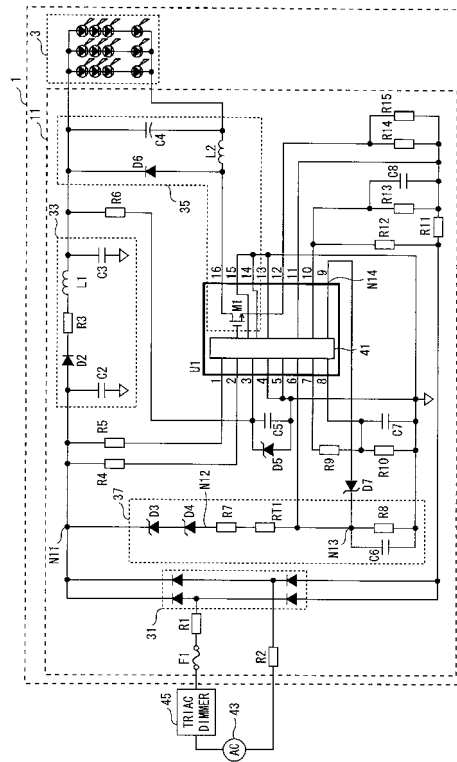 1
11
3
33
C4
L2
D6
35
R6
C3
L1
R3
D2
C2
R5
R4
N11
37
D3
D4
N12
R7
RT1
N13
C6
R8
31
R1
F1
R2
45
TRIAC
DIMMER
43
AC
U1
M1
41
1
2
3
4
5
6
7
8
16
15
14
13
12
11
10
9
N14
C5
D5
R9
R10
C7
D7
R15
R14
C8
R13
R12
R11